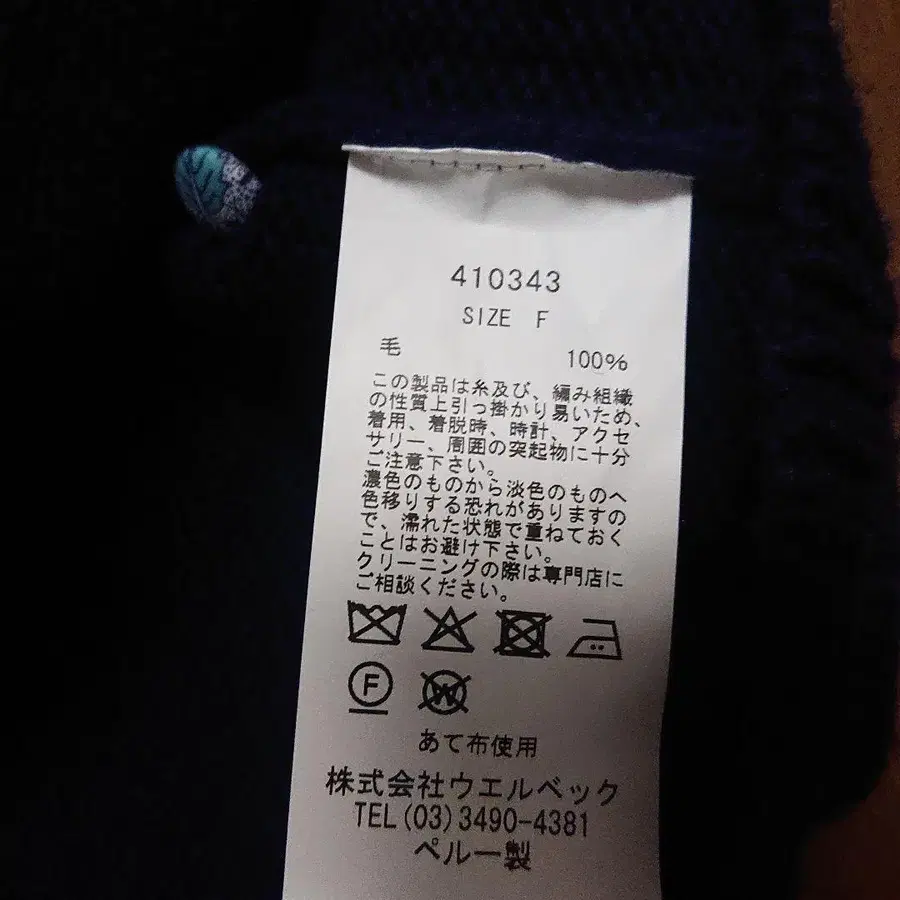 410343
SIZE F
毛 100%
この製品は糸及び、編み組織
の性質上引っ掛かり易いため、
着用、着脱時、時計、アクセ
サリー、周囲の突起物に十分
ご注意下さい。
濃色のものから淡色のものへ
色移りする恐れがありますの
で、濡れた状態で重ねておく
ことはお避け下さい。
クリーニングの際は専門店に
ご相談ください。
F W
あて布使用
株式会社ウエルベック
TEL(03)3490-4381
ペルー製